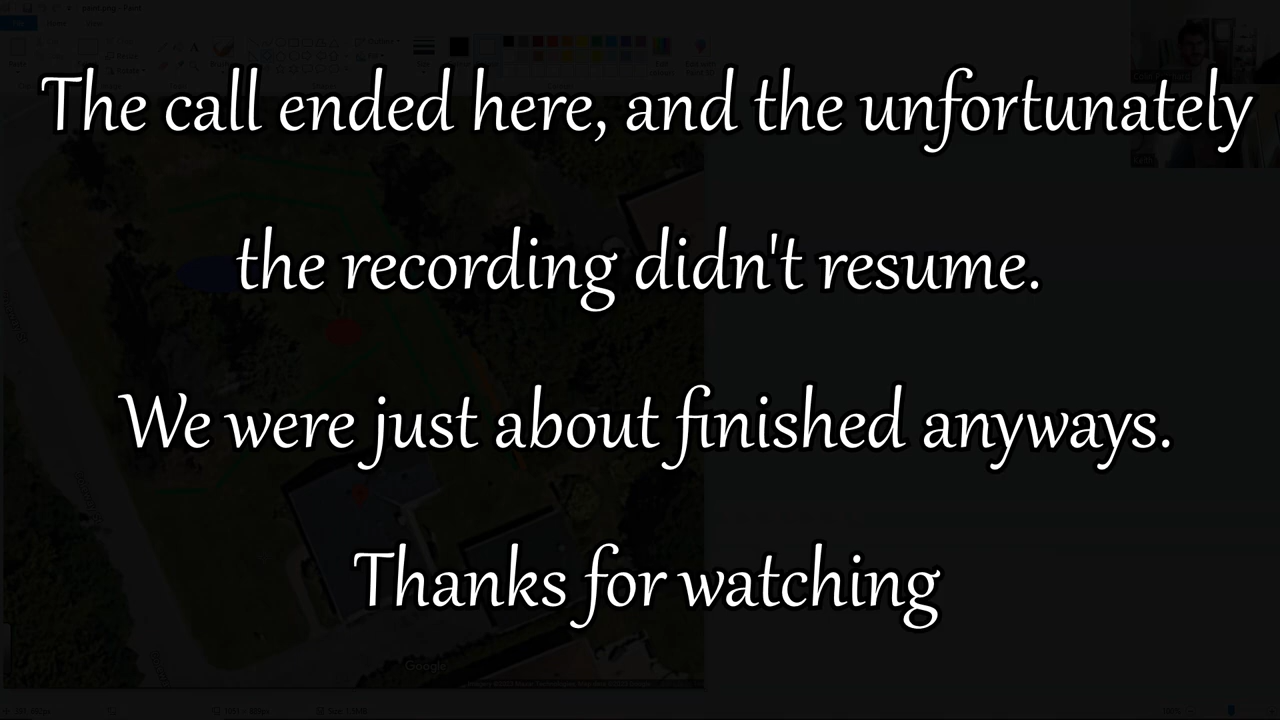 The call ended here, and the unfortunately
the recording didn't resume.
We were just about finished anyways.
Thanks for watching
Google